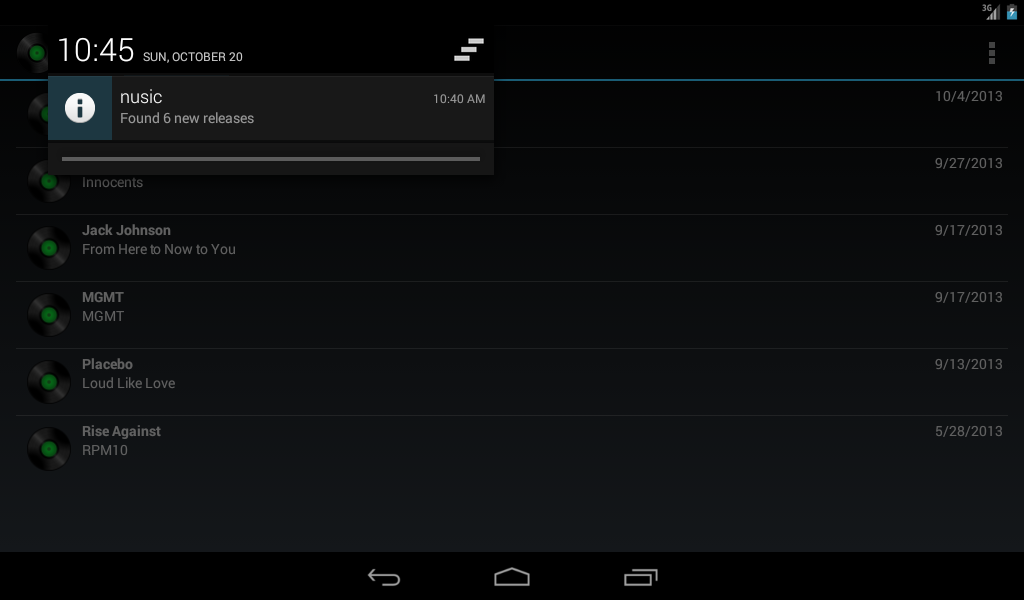 3G
10:45 SUN, OCTOBER 20
nusic 10:40 AM
Found 6 new releases
10/4/2013
9/27/2013
Innocents
Jack Johnson 9/17/2013
From Here to Now to You
MGMT 9/17/2013
MGMT
Placebo 9/13/2013
Loud Like Love
Rise Against 5/28/2013
RPM10